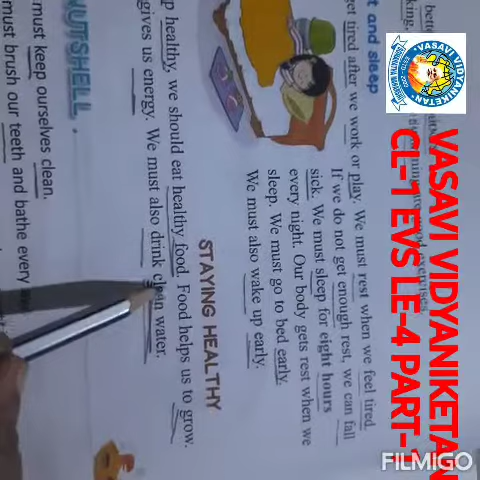 VASAVI VIDYANIKETAN
CL-1 EVS LE-4 PART-1
VASAVI VIDYANIKETAN
t and sleep
get tired after we work or play. We must rest when we feel tired.
If we do not get enough rest, we can fall
sick. We must sleep for eight hours
every night. Our body gets rest when we
sleep. We must go to bed early.
We must also wake up early.
STAYING HEALTHY
p healthy, we should eat healthy food. Food helps us to grow.
gives us energy. We must also drink clean water.
NUTSHELL
must keep ourselves clean.
must brush our teeth and bathe every
FILMIGO